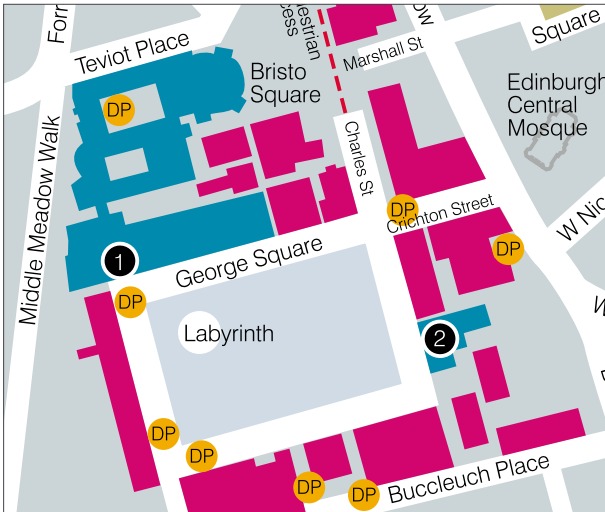 Teviot Place
Marshall St
Square
Bristo
Square
Edinburgh
Central
Mosque
DP
Middle Meadow Walk
Charles St
DP
Crichton Street
W Nic
DP
1
George Square
DP
Labyrinth
2
DP
DP
Buccleuch Place
DP
DP